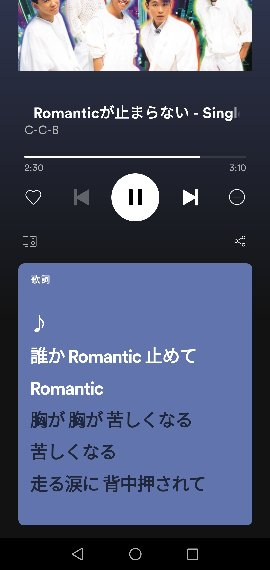 Romanticが止まらない - Singl
C-C-B
2:30
3:10
歌詞
♪
誰か Romantic 止めて
Romantic
胸が 胸が 苦しくなる
苦しくなる
走る涙に 背中押されて